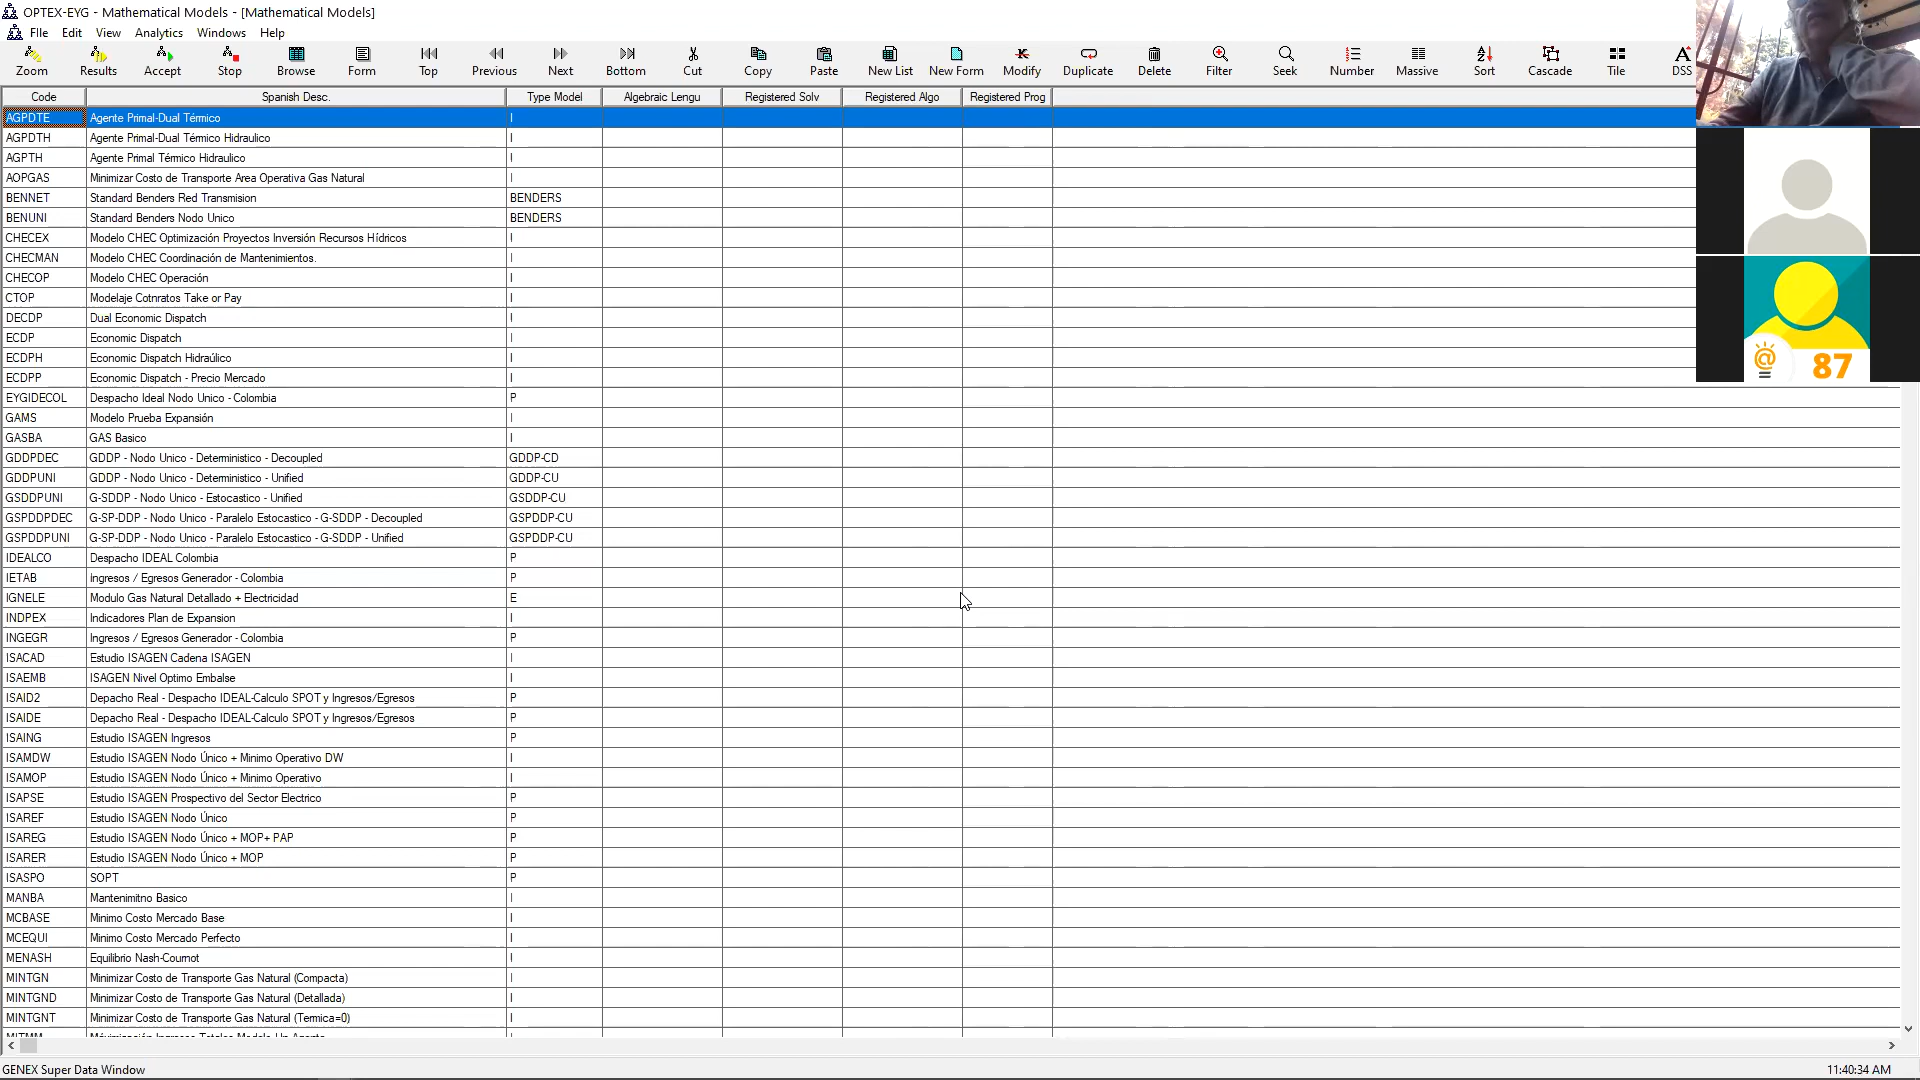 OPTEX-EYG - Mathematical Models - [Mathematical Models]
File Edit View Analytics Windows Help
Zoom Results Accept Stop Browse Form Top Previous Next Bottom Cut Copy Paste New List New Form Modify Duplicate Delete Filter Seek Number Massive Sort Cascade Tile DSS
Code Spanish Desc. Type Model Algebraic Lengu Registered Solv Registered Algo Registered Prog
AGPDTE Agente Primal-Dual Térmico I
AGPDTH Agente Primal-Dual Térmico Hidraulico I
AGPTH Agente Primal Térmico Hidraulico I
AOPGAS Minimizar Costo de Transporte Area Operativa Gas Natural I
BENNET Standard Benders Red Transmision BENDERS
BENUNI Standard Benders Nodo Unico BENDERS
CHECEX Modelo CHEC Optimización Proyectos Inversión Recursos Hídricos I
CHECMAN Modelo CHEC Coordinación de Mantenimientos. I
CHECOP Modelo CHEC Operación I
CTOP Modelaje Cotnratos Take or Pay I
DECDP Dual Economic Dispatch I
ECDP Economic Dispatch I
ECDPH Economic Dispatch Hidraúlico I
ECDPP Economic Dispatch - Precio Mercado I
EYGIDECOL Despacho Ideal Nodo Unico - Colombia P
GAMS Modelo Prueba Expansión I
GASBA GAS Basico I
GDDPDEC GDDP - Nodo Unico - Deterministico - Decoupled GDDP-CD
GDDPUNI GDDP - Nodo Unico - Deterministico - Unified GDDP-CU
GSDDPUNI G-SDDP - Nodo Unico - Estocastico - Unified GSDDP-CU
GSPDDPDEC G-SP-DDP - Nodo Unico - Paralelo Estocastico - G-SDDP - Decoupled GSPDDP-CU
GSPDDPUNI G-SP-DDP - Nodo Unico - Paralelo Estocastico - G-SDDP - Unified GSPDDP-CU
IDEALCO Despacho IDEAL Colombia P
IETAB Ingresos / Egresos Generador - Colombia P
IGNELE Modulo Gas Natural Detallado + Electricidad E
INDPEX Indicadores Plan de Expansion I
INGEGR Ingresos / Egresos Generador - Colombia P
ISACAD Estudio ISAGEN Cadena ISAGEN I
ISAEMB ISAGEN Nivel Optimo Embalse I
ISAID2 Depacho Real - Despacho IDEAL-Calculo SPOT y Ingresos/Egresos P
ISAIDE Depacho Real - Despacho IDEAL-Calculo SPOT y Ingresos/Egresos P
ISAING Estudio ISAGEN Ingresos P
ISAMDW Estudio ISAGEN Nodo Único + Minimo Operativo DW I
ISAMOP Estudio ISAGEN Nodo Único + Minimo Operativo I
ISAPSE Estudio ISAGEN Prospectivo del Sector Electrico P
ISAREF Estudio ISAGEN Nodo Único P
ISAREG Estudio ISAGEN Nodo Único + MOP+ PAP P
ISARER Estudio ISAGEN Nodo Único + MOP P
ISASPO SOPT P
MANBA Mantenimitno Basico I
MCBASE Minimo Costo Mercado Base I
MCEQUI Minimo Costo Mercado Perfecto I
MENASH Equilibrio Nash-Cournot I
MINTGN Minimizar Costo de Transporte Gas Natural (Compacta) I
MINTGND Minimizar Costo de Transporte Gas Natural (Detallada) I
MINTGNT Minimizar Costo de Transporte Gas Natural (Termica=0) I
@ 87
GENEX Super Data Window 11:40:34 AM